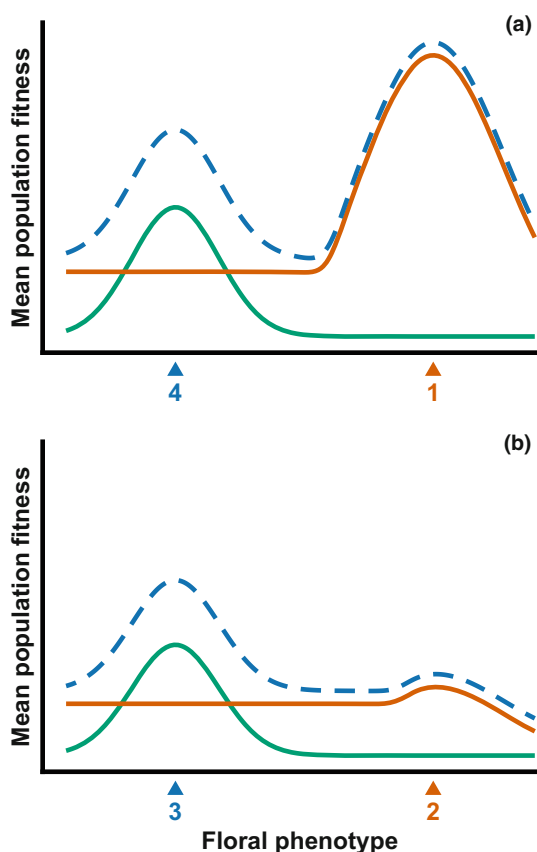 (a)
Mean population fitness
4 1
(b)
Mean population fitness
3 2
Floral phenotype